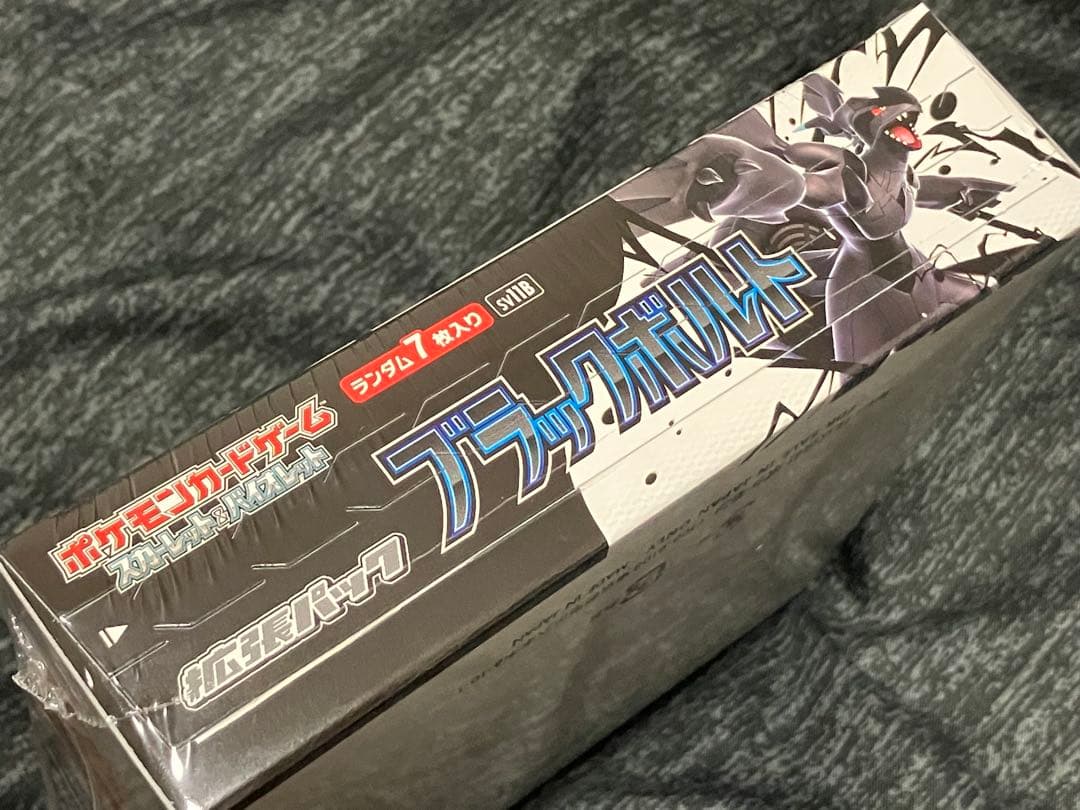 ポケモンカードゲーム
スカーレット&バイオレット
ランダム7枚入り
SV11B
拡張パック
ブラックボルト